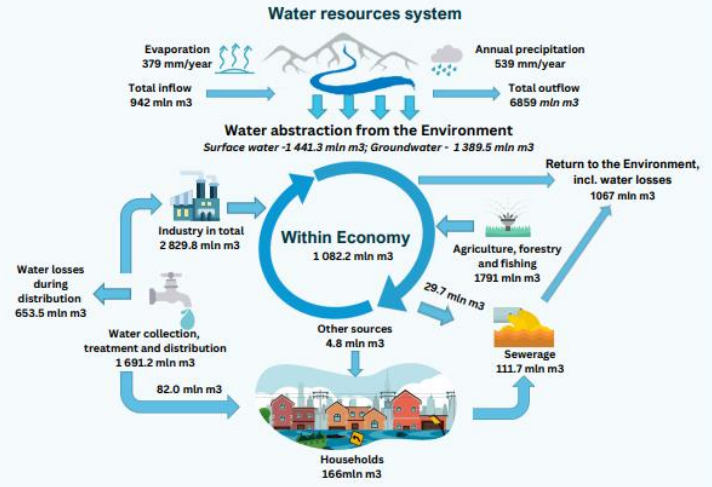 Water resources system
Evaporation
379 mm/year
Annual precipitation
539 mm/year
Total inflow
942 mln m3
Total outflow
6859 mln m3
Water abstraction from the Environment
Surface water -1 441.3 mln m3; Groundwater - 1 389.5 mln m3
Return to the Environment,
incl. water losses
1067 mln m3
Industry in total
2 829.8 mln m3
Within Economy
1 082.2 mln m3
Agriculture, forestry
and fishing
1791 mln m3
Water losses
during
distribution
653.5 mln m3
29.7 mln m3
Water collection,
treatment and distribution
1 691.2 mln m3
Other sources
4.8 mln m3
Sewerage
111.7 mln m3
82.0 mln m3
Households
166mln m3